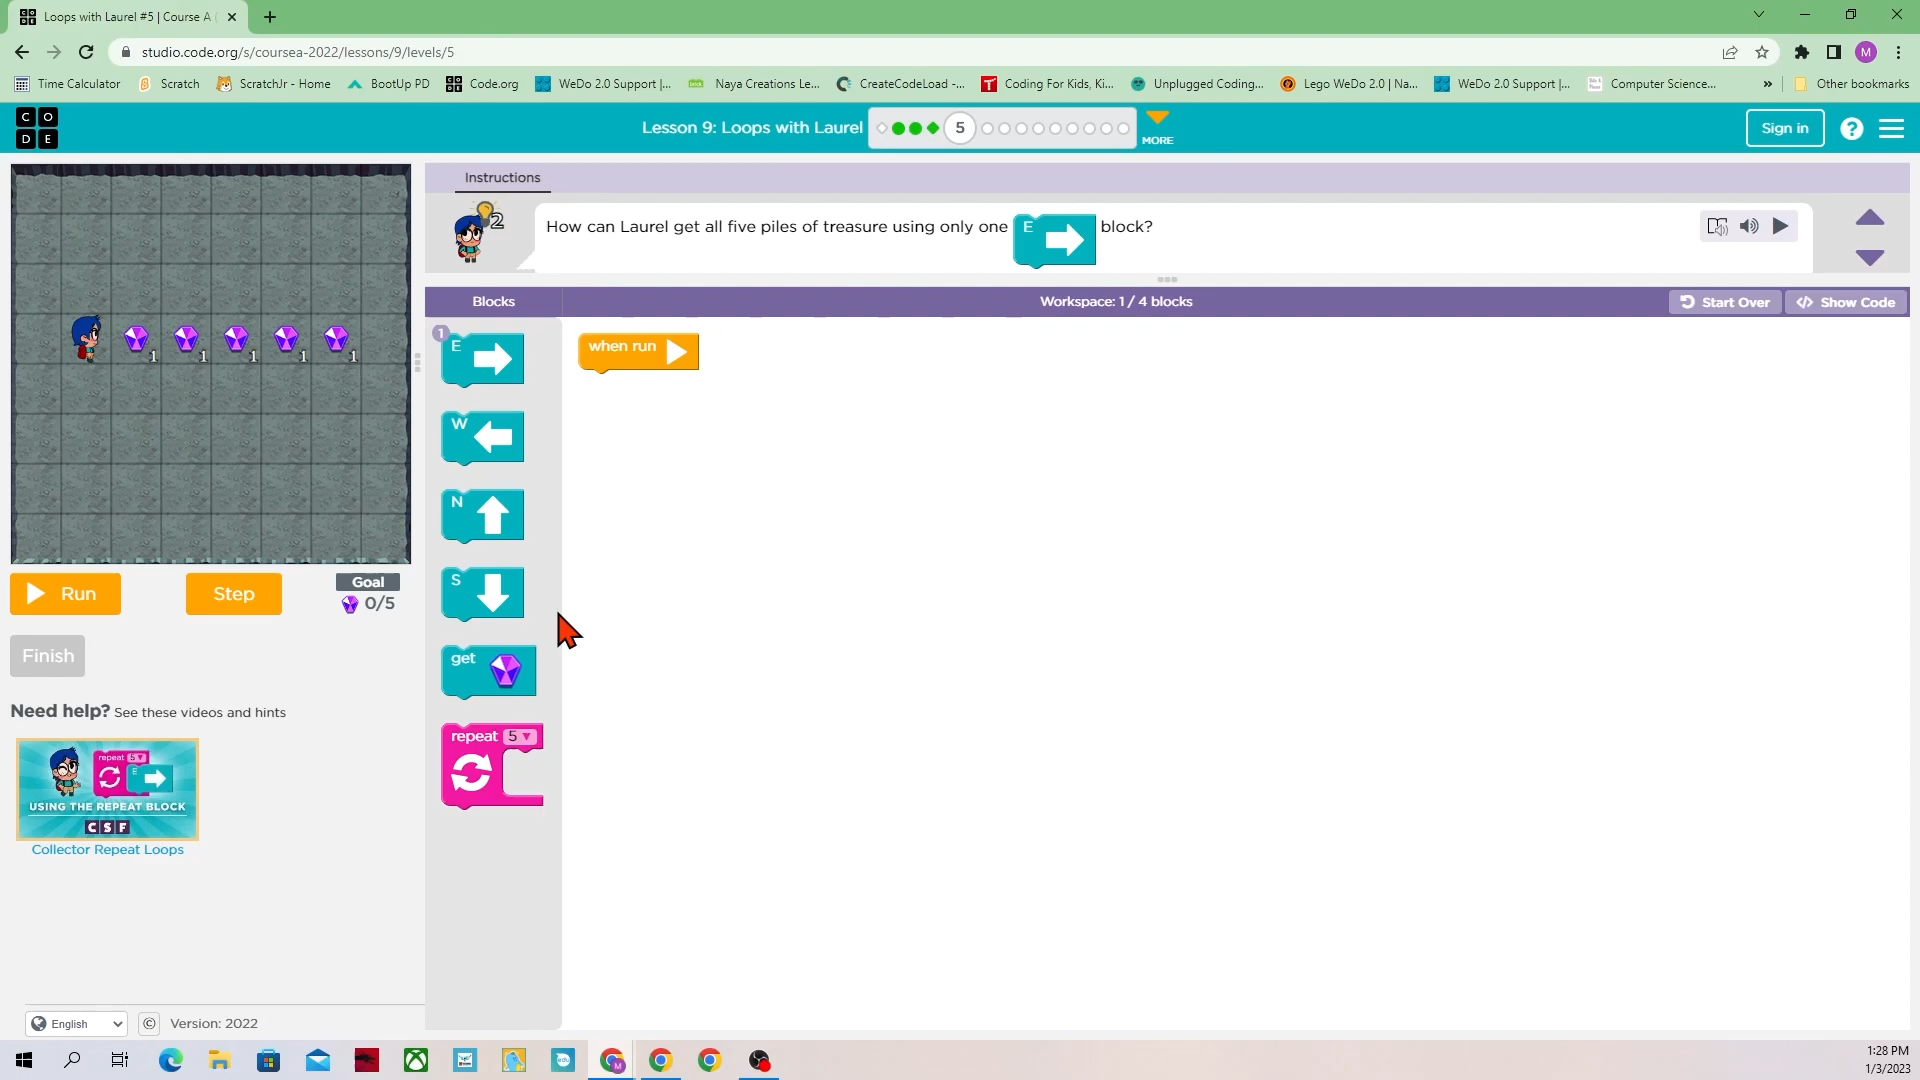 Loops with Laurel #5 | Course A (
studio.code.org/s/coursea-2022/lessons/9/levels/5
M
Time Calculator
Scratch
ScratchJr - Home
BootUp PD
Code.org
WeDo 2.0 Support |...
Naya Creations Le...
CreateCodeLoad -...
Coding For Kids, Ki...
Unplugged Coding...
Lego WeDo 2.0 | Na...
WeDo 2.0 Support |...
Computer Science...
»
Other bookmarks
C O
D E
Lesson 9: Loops with Laurel
5
MORE
Sign in
?
Instructions
2
How can Laurel get all five piles of treasure using only one E block?
Blocks
Workspace: 1 / 4 blocks
Start Over
</> Show Code
1
E
when run
W
N
S
get
repeat 5
1 1 1 1 1
Run
Step
Goal
0/5
Finish
Need help? See these videos and hints
repeat 5
E
USING THE REPEAT BLOCK
C S F
Collector Repeat Loops
English
©
Version: 2022
1:28 PM
1/3/2023